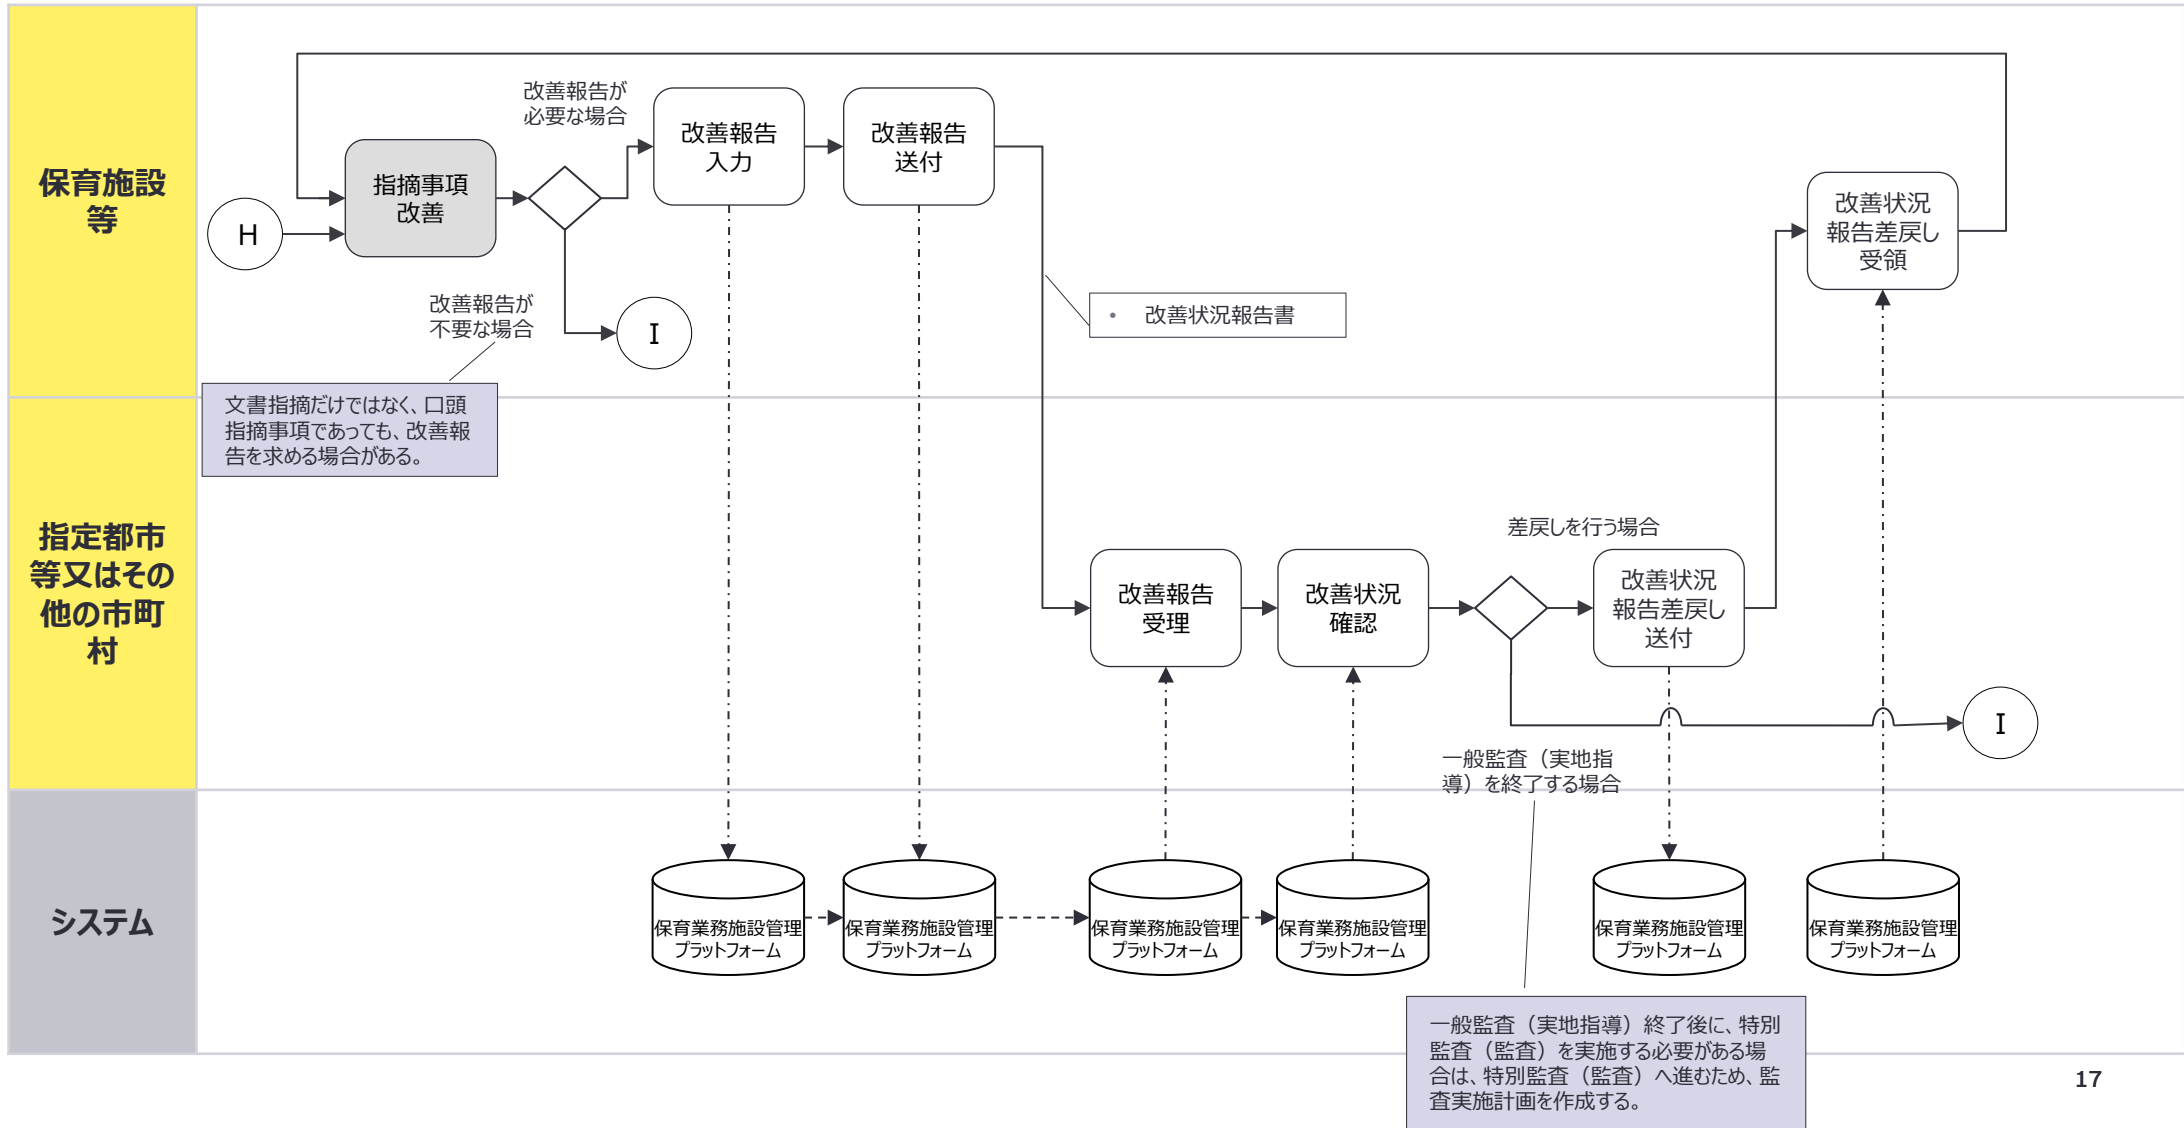 保育施設
等
H
指摘事項
改善
改善報告が
必要な場合
改善報告
入力
改善報告
送付
改善報告が
不要な場合
I
• 改善状況報告書
改善状況
報告差戻し
受領
文書指摘だけではなく、口頭
指摘事項であっても、改善報
告を求める場合がある。
指定都市
等又はその
他の市町
村
改善報告
受理
改善状況
確認
差戻しを行う場合
改善状況
報告差戻し
送付
I
一般監査（実地指
導）を終了する場合
システム
保育業務施設管理
プラットフォーム
保育業務施設管理
プラットフォーム
保育業務施設管理
プラットフォーム
保育業務施設管理
プラットフォーム
保育業務施設管理
プラットフォーム
保育業務施設管理
プラットフォーム
一般監査（実地指導）終了後に、特別
監査（監査）を実施する必要がある場
合は、特別監査（監査）へ進むため、監
査実施計画を作成する。
17